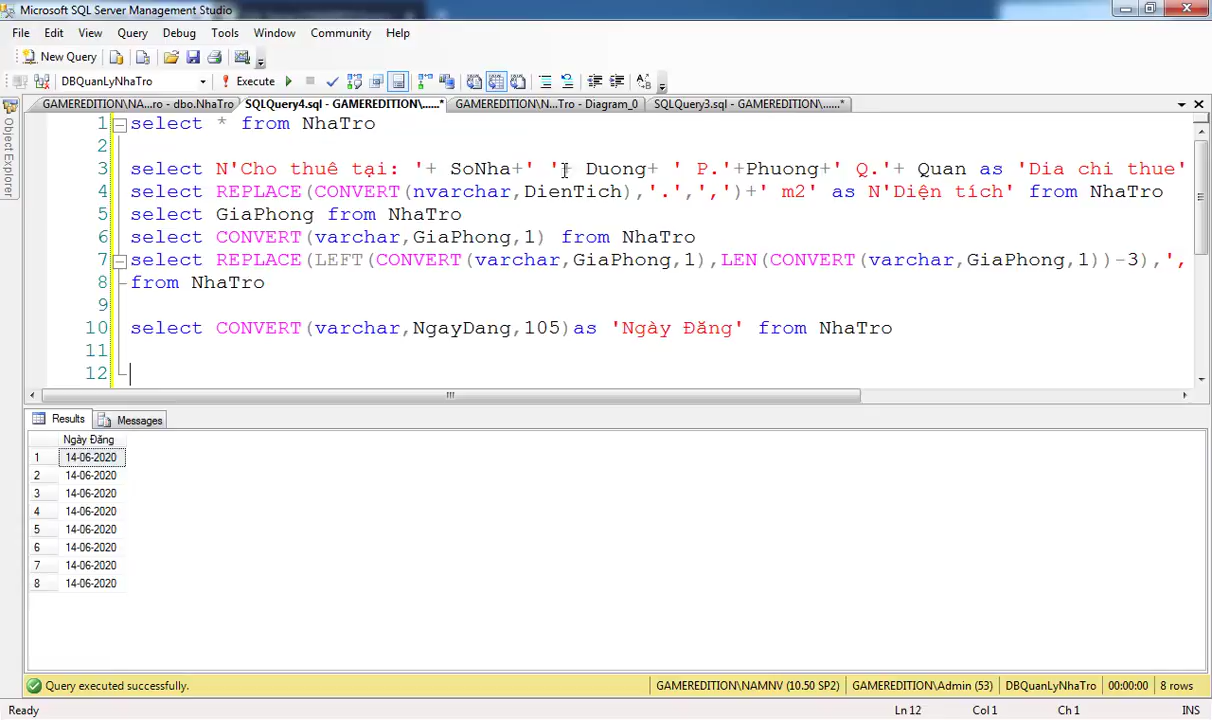 Microsoft SQL Server Management Studio
File Edit View Query Debug Tools Window Community Help
New Query
DBQuanLyNhaTro Execute
GAMEREDITION\NA...ro - dbo.NhaTro SQLQuery4.sql - GAMEREDITION\......* GAMEREDITION\N...Tro - Diagram_0 SQLQuery3.sql - GAMEREDITION\......*
Object Explorer
1 select * from NhaTro
2
3 select N'Cho thuê tại: '+ SoNha+' '+ Duong+ ' P.'+Phuong+' Q.'+ Quan as 'Dia chi thue'
4 select REPLACE(CONVERT(nvarchar,DienTich),'.',',')+' m2' as N'Diện tích' from NhaTro
5 select GiaPhong from NhaTro
6 select CONVERT(varchar,GiaPhong,1) from NhaTro
7 select REPLACE(LEFT(CONVERT(varchar,GiaPhong,1),LEN(CONVERT(varchar,GiaPhong,1))-3),',
8 from NhaTro
9
10 select CONVERT(varchar,NgayDang,105)as 'Ngày Đăng' from NhaTro
11
12
Results Messages
Ngày Đăng
1 14-06-2020
2 14-06-2020
3 14-06-2020
4 14-06-2020
5 14-06-2020
6 14-06-2020
7 14-06-2020
8 14-06-2020
Query executed successfully. GAMEREDITION\NAMNV (10.50 SP2) GAMEREDITION\Admin (53) DBQuanLyNhaTro 00:00:00 8 rows
Ready Ln 12 Col 1 Ch 1 INS